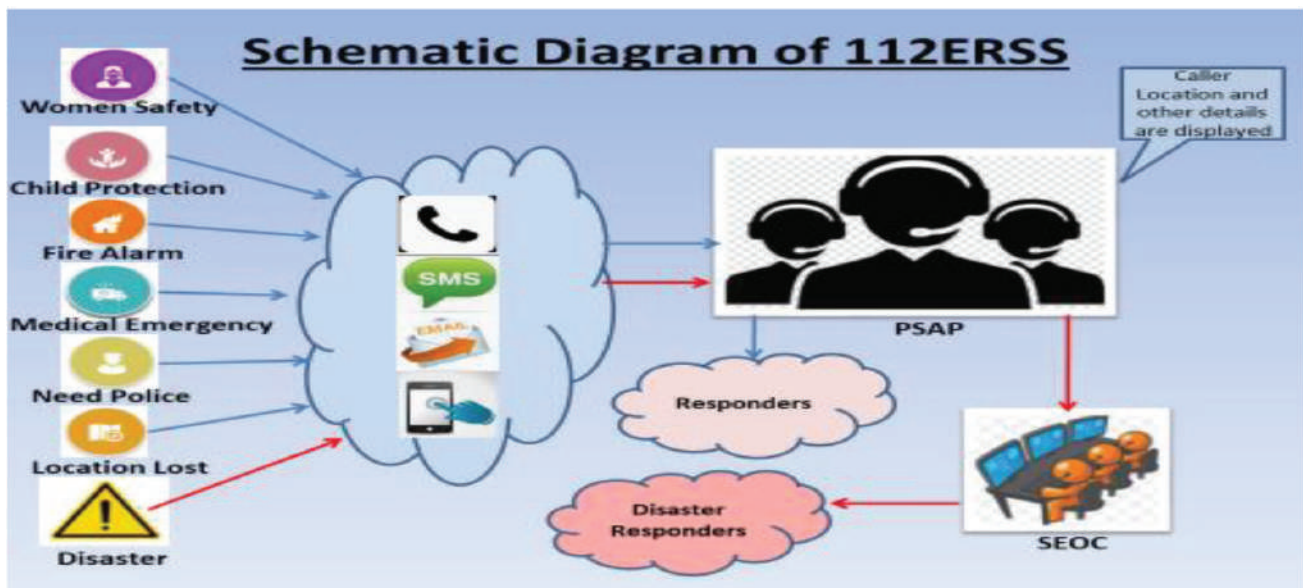 Schematic Diagram of 112ERSS
Women Safety
Child Protection
Fire Alarm
Medical Emergency
Need Police
Location Lost
Disaster
SMS
EMAIL
Caller
Location and
other details
are displayed
PSAP
Responders
Disaster
Responders
SEOC